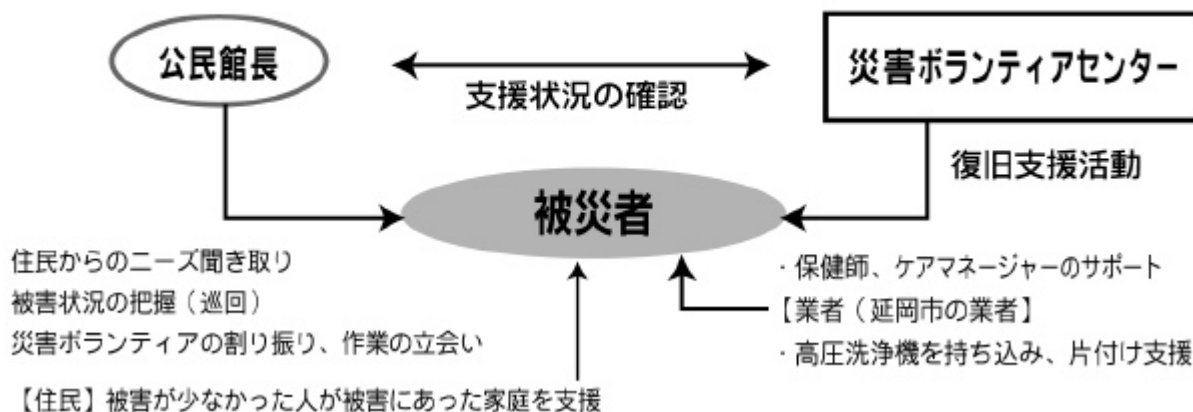 公民館長
災害ボランティアセンター
支援状況の確認
復旧支援活動
被災者
住民からのニーズ聞き取り
被害状況の把握（巡回）
災害ボランティアの割り振り、作業の立会い
【住民】被害が少なかった人が被害にあった家庭を支援
・保健師、ケアマネージャーのサポート
【業者（延岡市の業者】
・高圧洗浄機を持ち込み、片付け支援